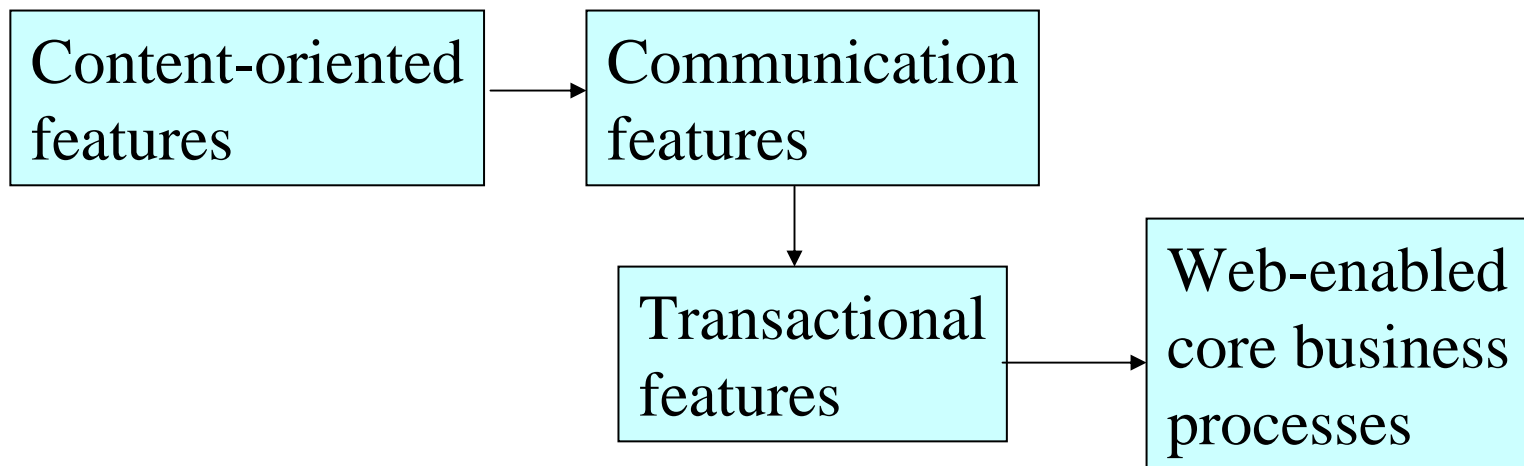 Content-oriented
features
Communication
features
Transactional
features
Web-enabled
core business
processes